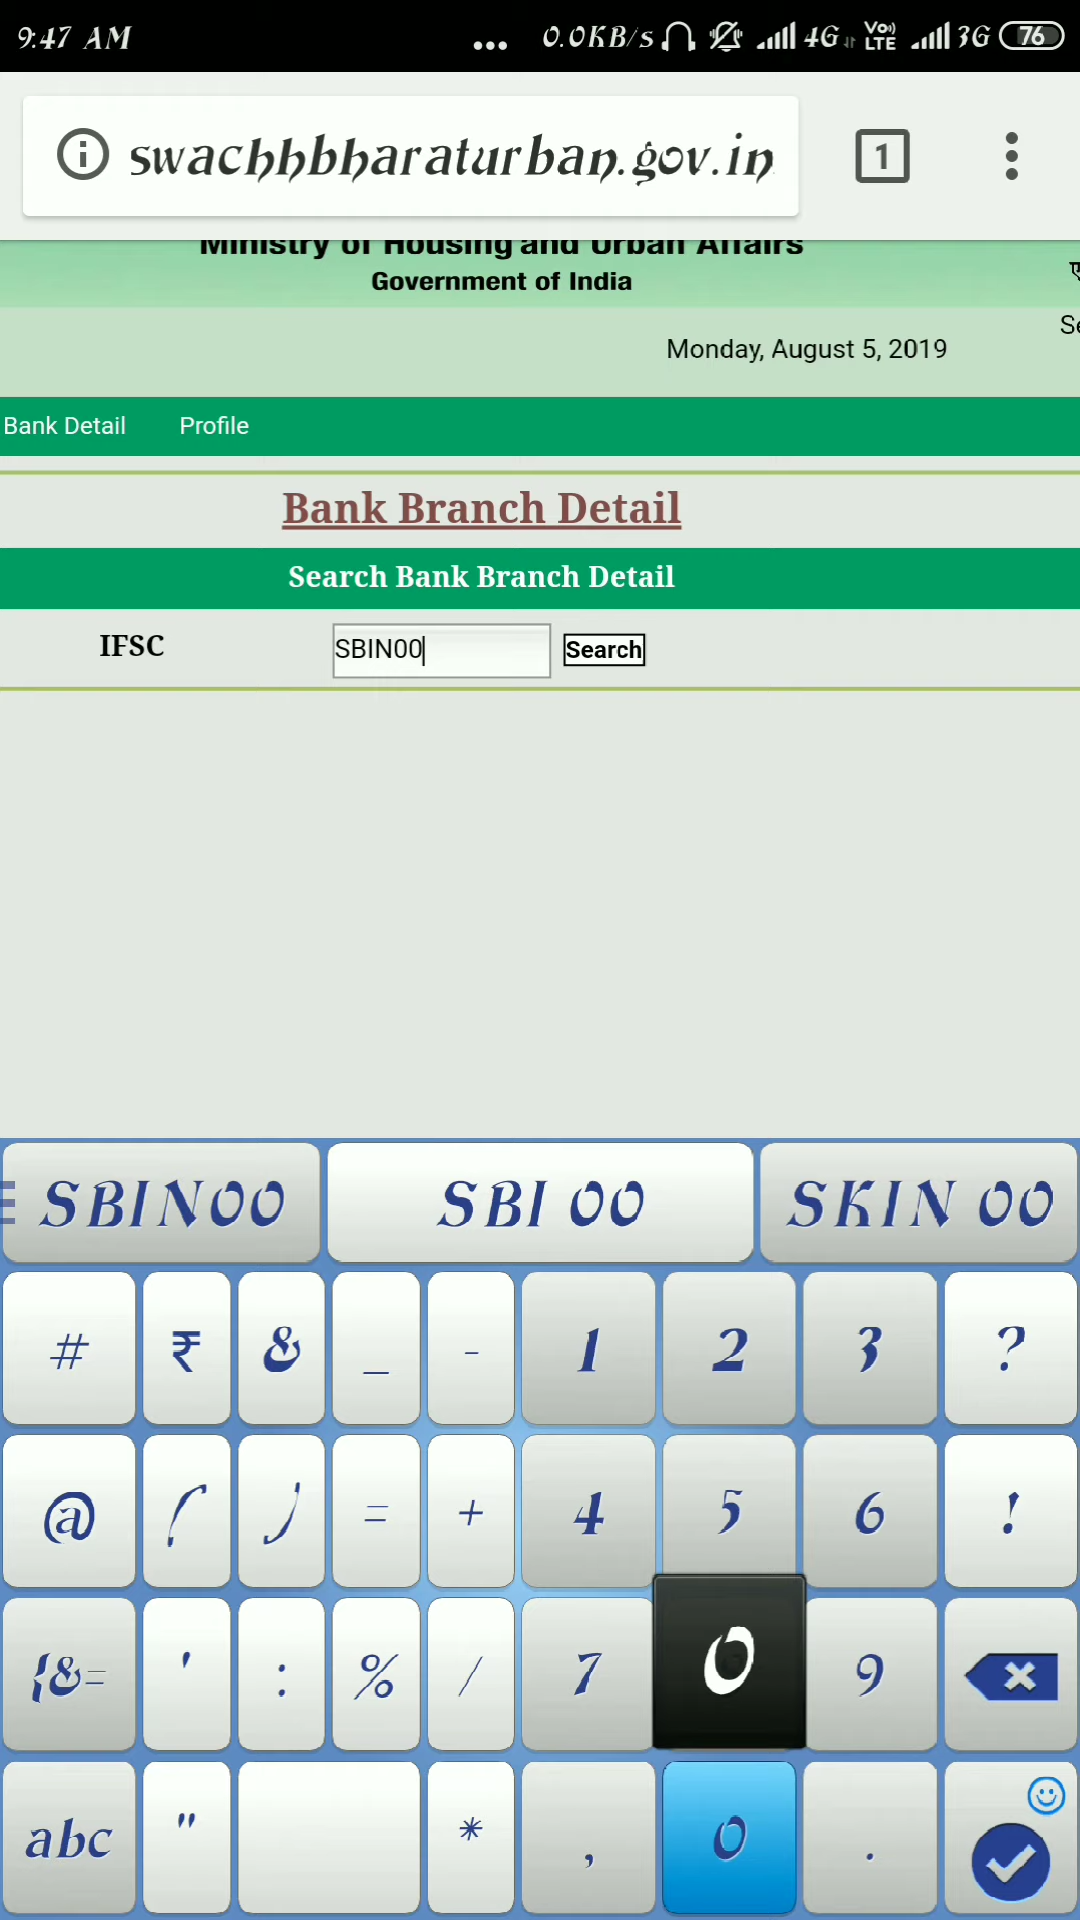 9:47 AM ... 0.0KB/s 4G VoLTE 3G 76
swachhbharaturban.gov.in 1
Ministry of Housing and Urban Affairs
Government of India
Monday, August 5, 2019
Bank Detail Profile
Bank Branch Detail
Search Bank Branch Detail
IFSC SBIN00 Search
SBIN00 SBI 00 SKIN 00
# ₹ & _ - 1 2 3 ?
@ ( ) = + 4 5 6 !
{&= ' : % / 7 0 9
abc " * , 0 .